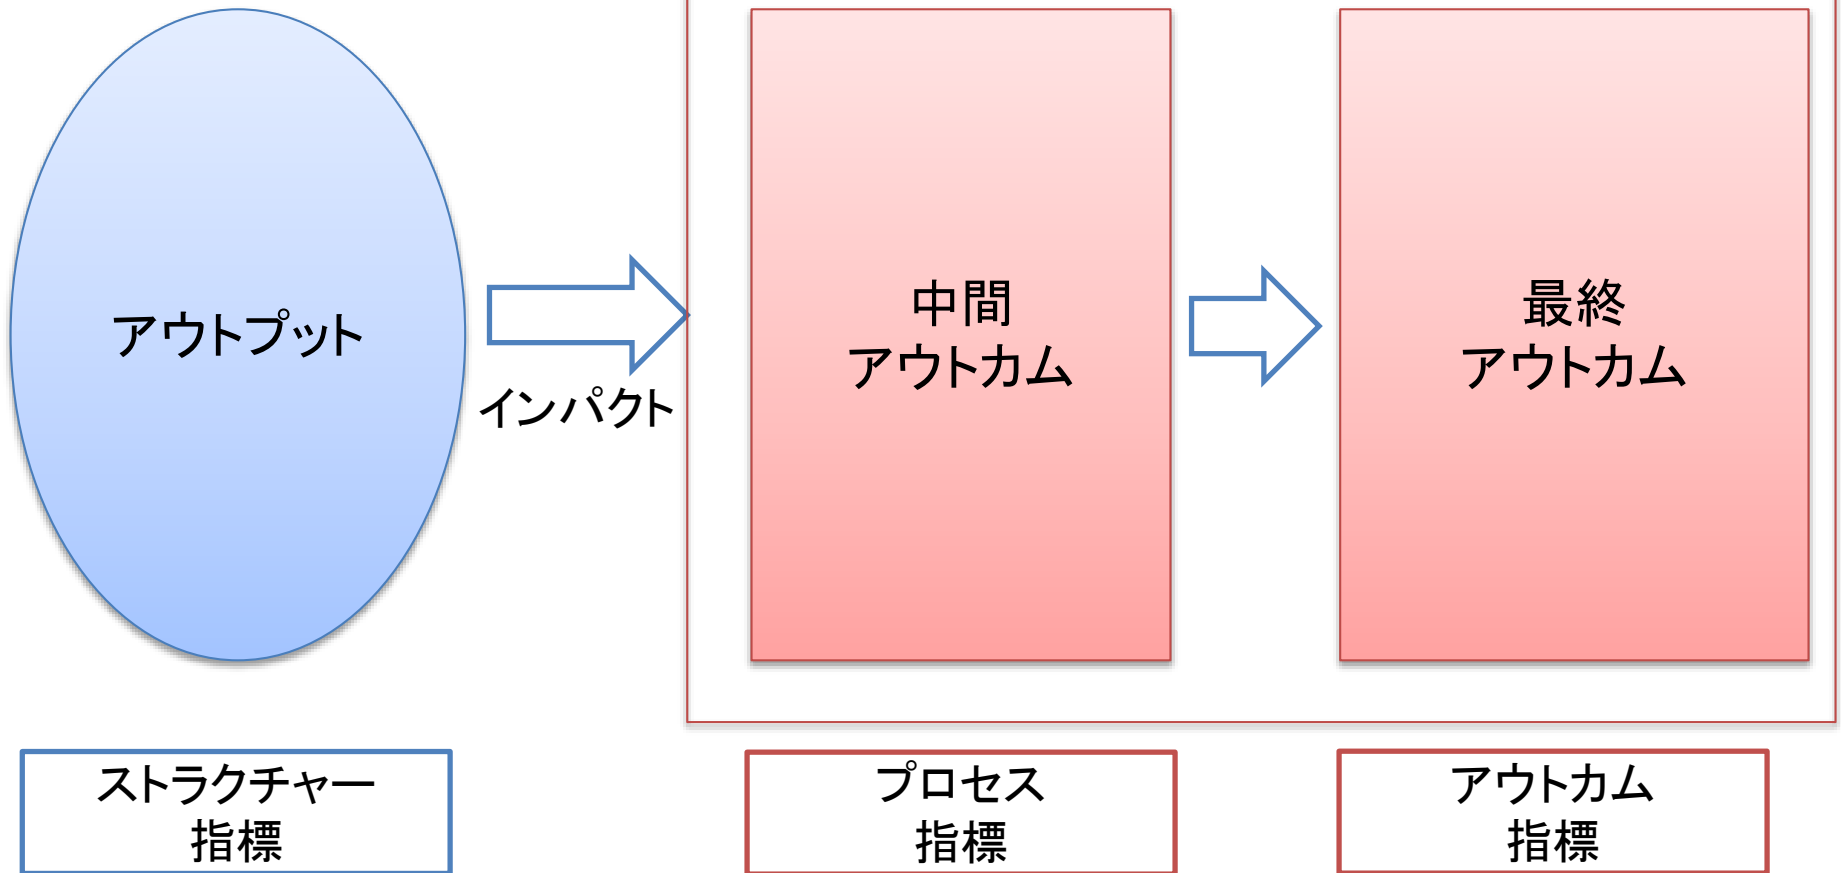 アウトプット
インパクト
中間
アウトカム
最終
アウトカム
ストラクチャー
指標
プロセス
指標
アウトカム
指標